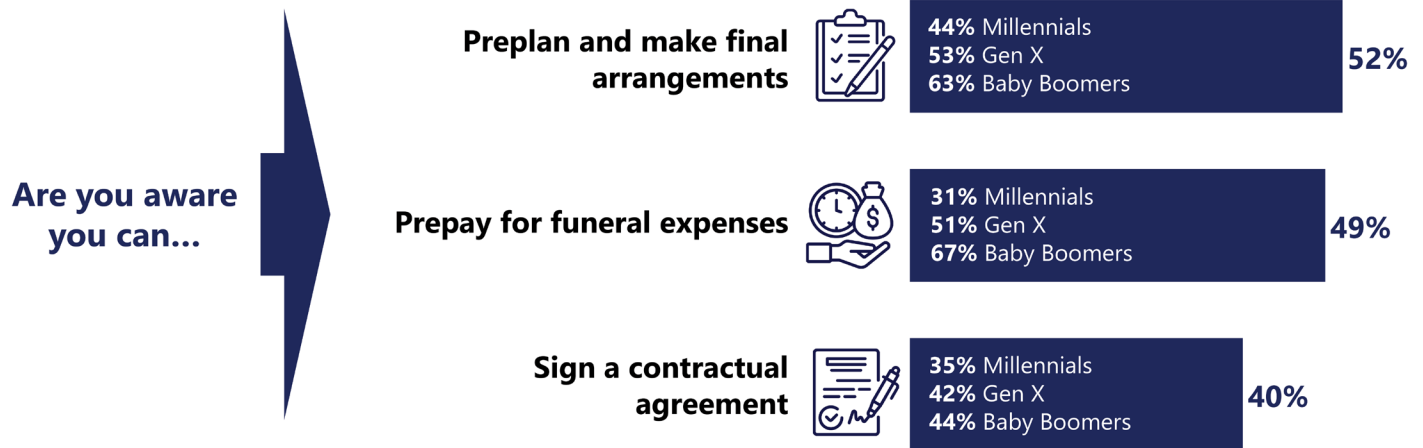 Are you aware
you can...
Preplan and make final
arrangements
44% Millennials
53% Gen X
63% Baby Boomers
52%
Prepay for funeral expenses
$
31% Millennials
51% Gen X
67% Baby Boomers
49%
Sign a contractual
agreement
35% Millennials
42% Gen X
44% Baby Boomers
40%